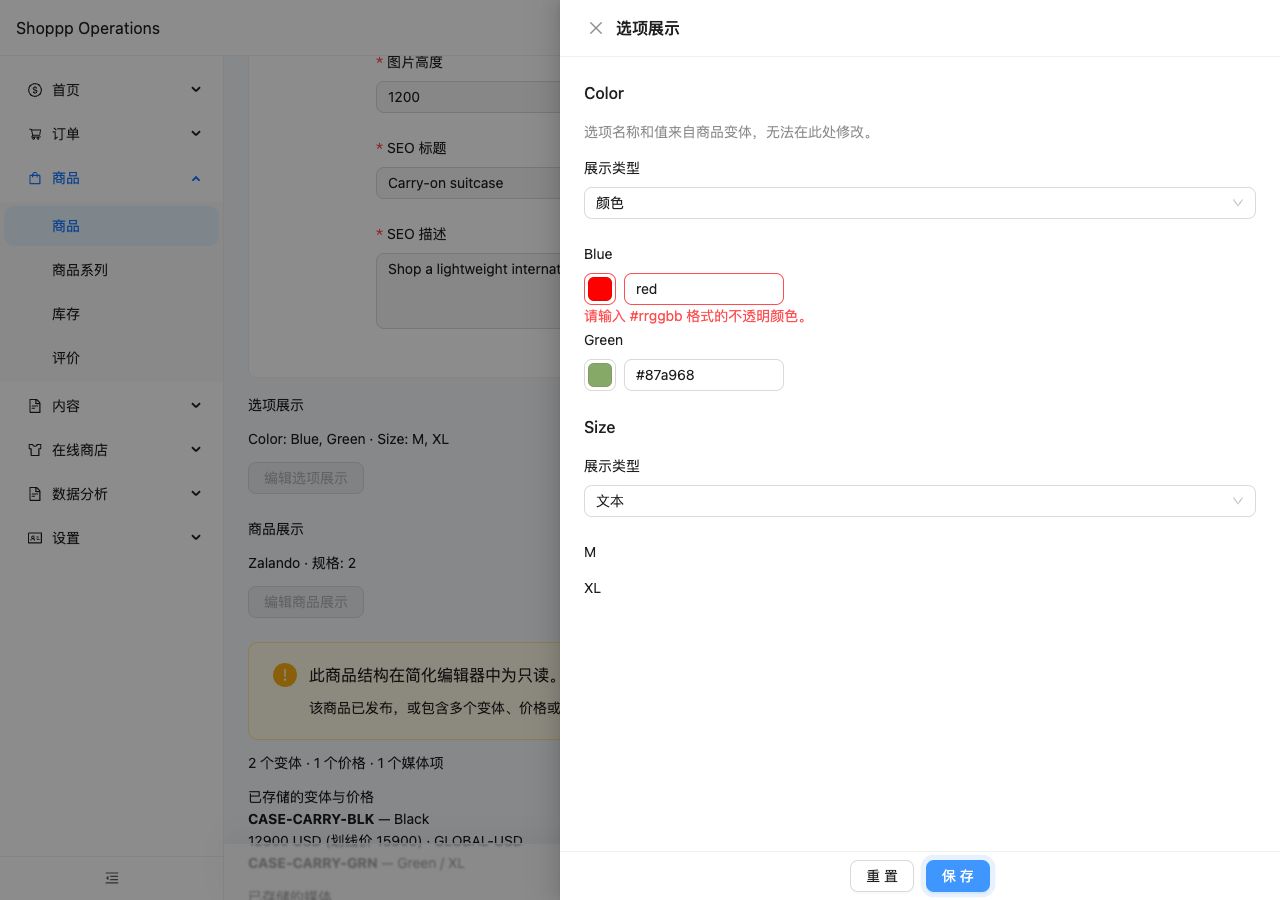 Shoppp Operations
首页
订单
商品
商品
商品系列
库存
评价
内容
在线商店
数据分析
设置
* 图片高度
1200
* SEO 标题
Carry-on suitcase
* SEO 描述
Shop a lightweight internat
选项展示
Color: Blue, Green · Size: M, XL
编辑选项展示
商品展示
Zalando · 规格: 2
编辑商品展示
此商品结构在简化编辑器中为只读。
该商品已发布，或包含多个变体、价格或
2 个变体 · 1 个价格 · 1 个媒体项
已存储的变体与价格
CASE-CARRY-BLK — Black
12900 USD (划线价 15900) · GLOBAL-USD
CASE-CARRY-GRN — Green / XL
已存储的媒体
选项展示
Color
选项名称和值来自商品变体，无法在此处修改。
展示类型
颜色
Blue
red
请输入 #rrggbb 格式的不透明颜色。
Green
#87a968
Size
展示类型
文本
M
XL
重 置
保 存